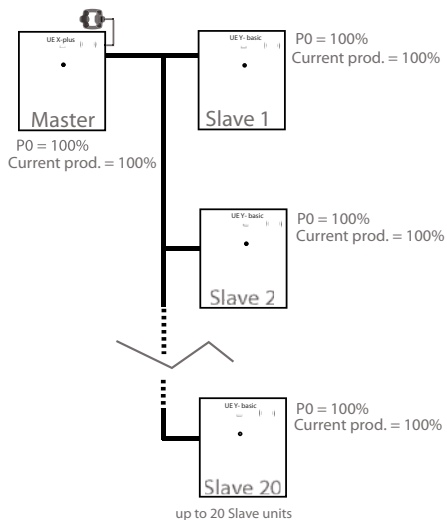 UE X-plus
Master
P0 = 100%
Current prod. = 100%
UE Y- basic
Slave 1
P0 = 100%
Current prod. = 100%
UE Y- basic
Slave 2
P0 = 100%
Current prod. = 100%
UE Y- basic
Slave 20
P0 = 100%
Current prod. = 100%
up to 20 Slave units